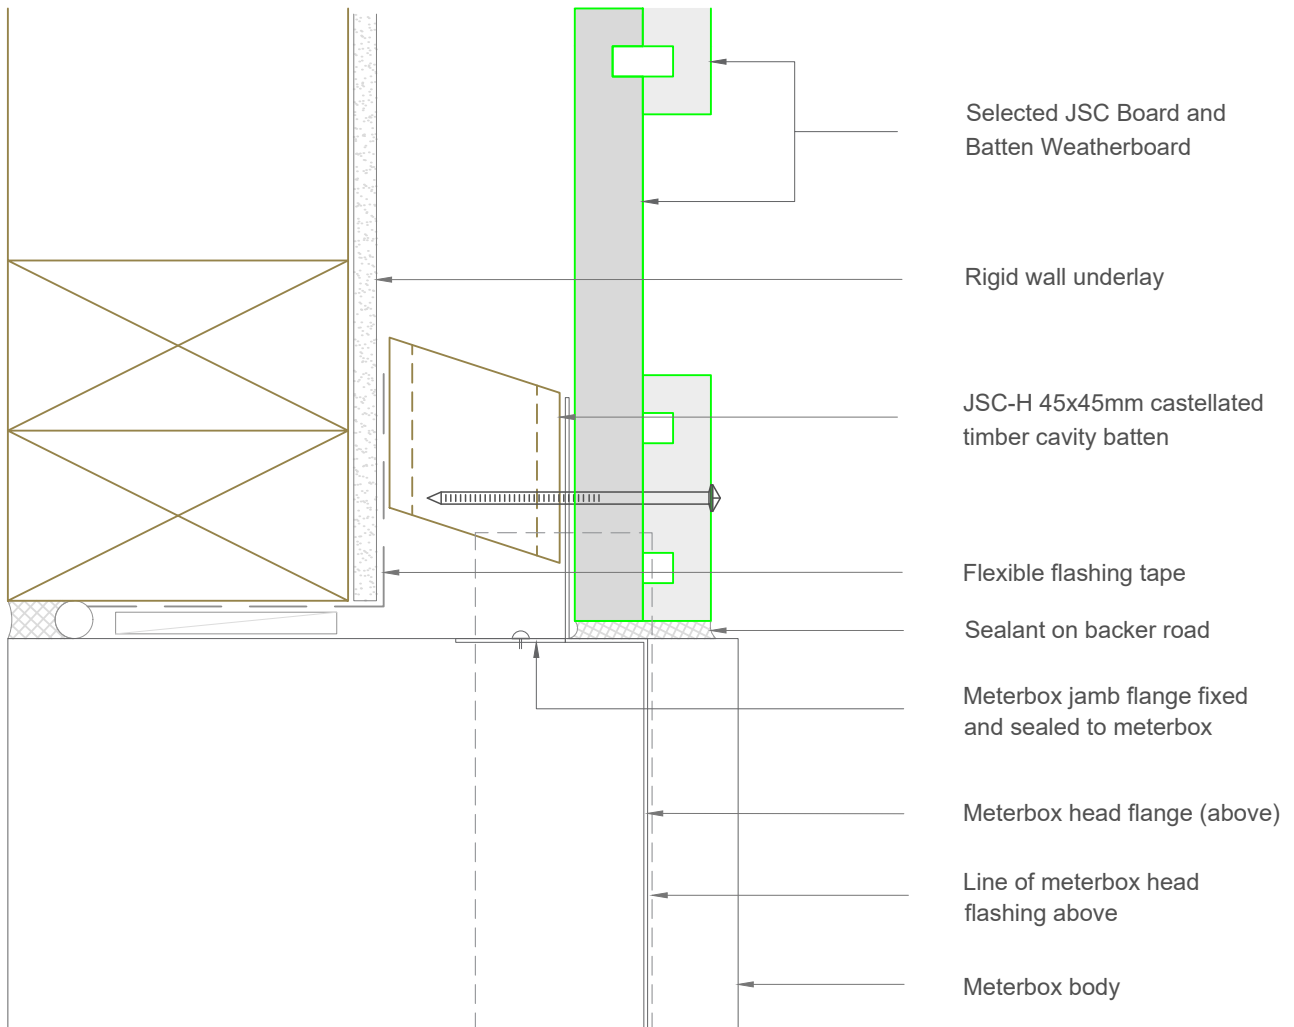 Selected JSC Board and
Batten Weatherboard
Rigid wall underlay
JSC-H 45x45mm castellated
timber cavity batten
Flexible flashing tape
Sealant on backer road
Meterbox jamb flange fixed
and sealed to meterbox
Meterbox head flange (above)
Line of meterbox head
flashing above
Meterbox body